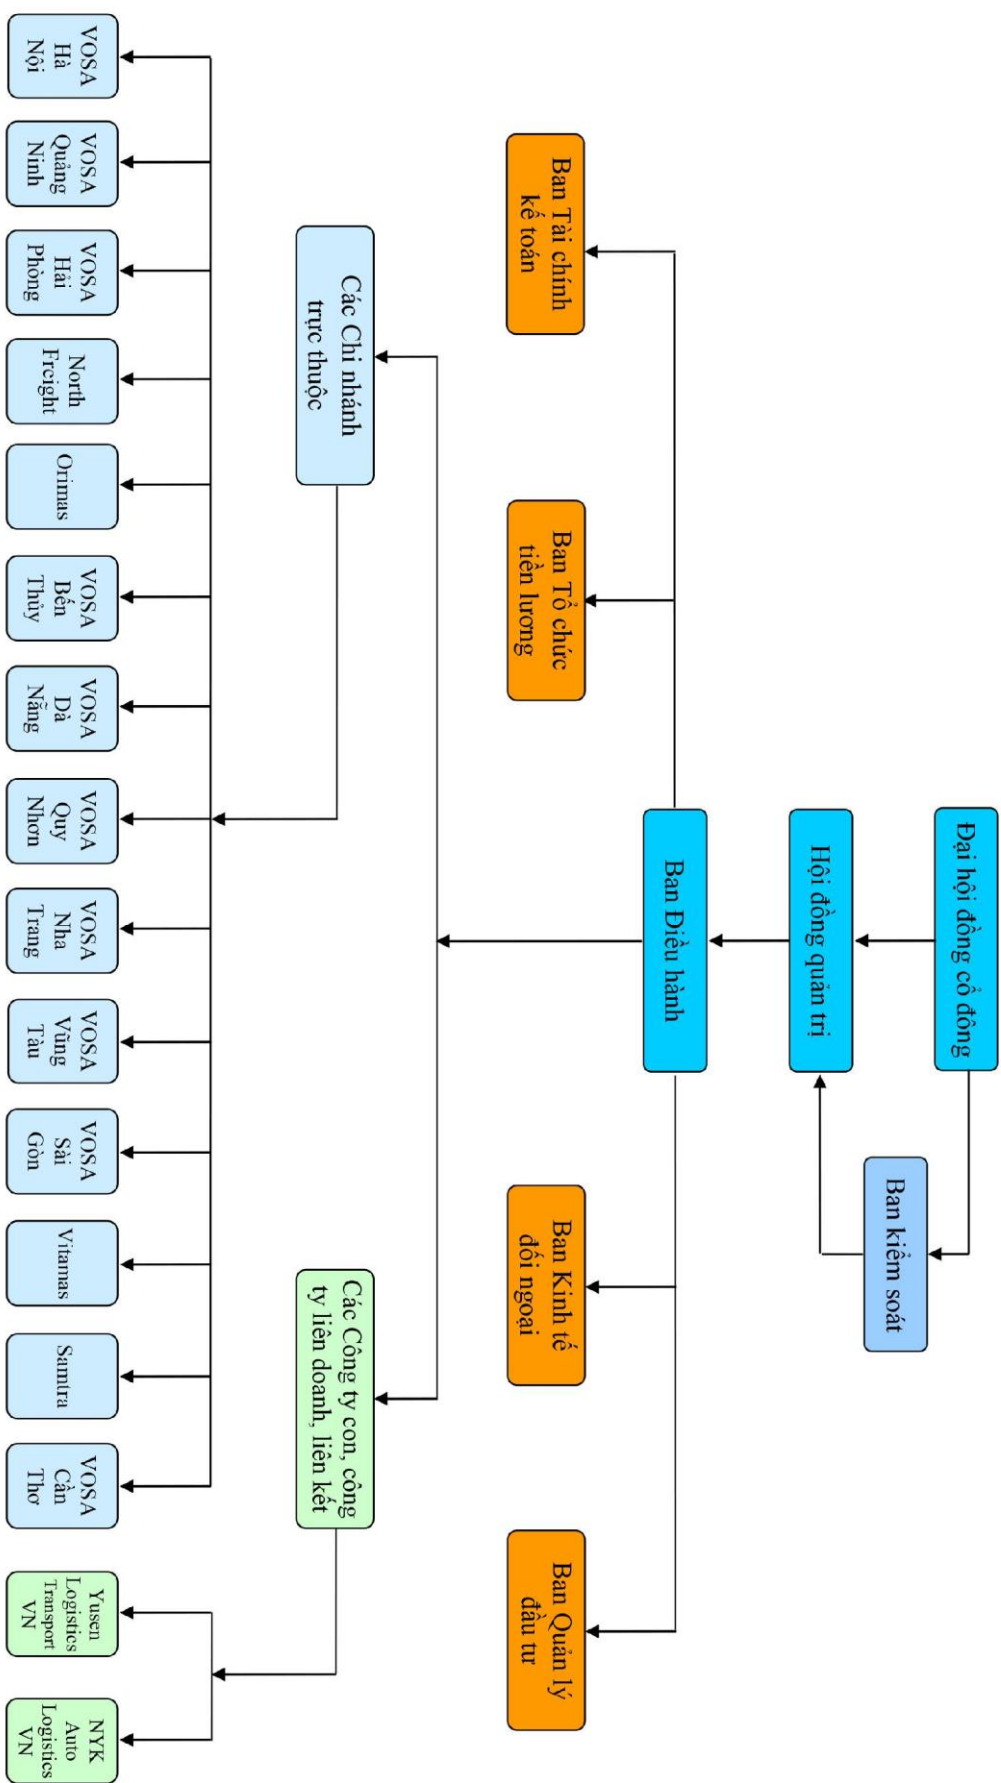 Đại hội đồng cổ đông
Ban kiểm soát
Hội đồng quản trị
Ban Điều hành
Ban Tài chính
kế toán
Ban Tổ chức
tiền lương
Ban Kinh tế
đối ngoại
Ban Quản lý
đầu tư
Các Chi nhánh
trực thuộc
Các Công ty con, công
ty liên doanh, liên kết
VOSA
Hà
Nội
VOSA
Quảng
Ninh
VOSA
Hải
Phòng
North
Freight
Orimas
VOSA
Bến
Thủy
VOSA
Đà
Nẵng
VOSA
Quy
Nhơn
VOSA
Nha
Trang
VOSA
Vũng
Tàu
VOSA
Sài
Gòn
Vitamas
Samtra
VOSA
Cần
Thơ
Yusen
Logistics
Transport
VN
NYK
Auto
Logistics
VN